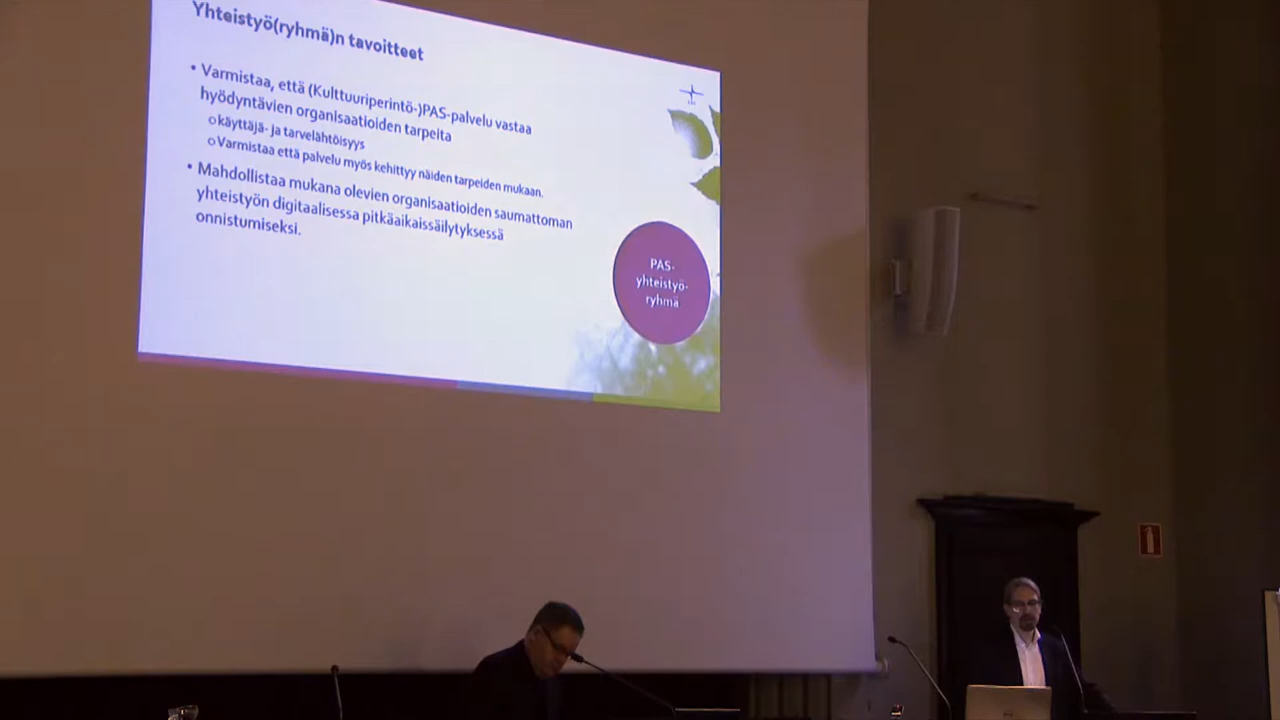 Yhteistyö(ryhmä)n tavoitteet
• Varmistaa, että (Kulttuuriperintö-)PAS-palvelu vastaa
hyödyntävien organisaatioiden tarpeita
o käyttäjä- ja tarvelähtöisyys
o Varmistaa että palvelu myös kehittyy näiden tarpeiden mukaan.
• Mahdollistaa mukana olevien organisaatioiden saumattoman
yhteistyön digitaalisessa pitkäaikaissäilytyksessä
onnistumiseksi.
PAS-
yhteistyö-
ryhmä